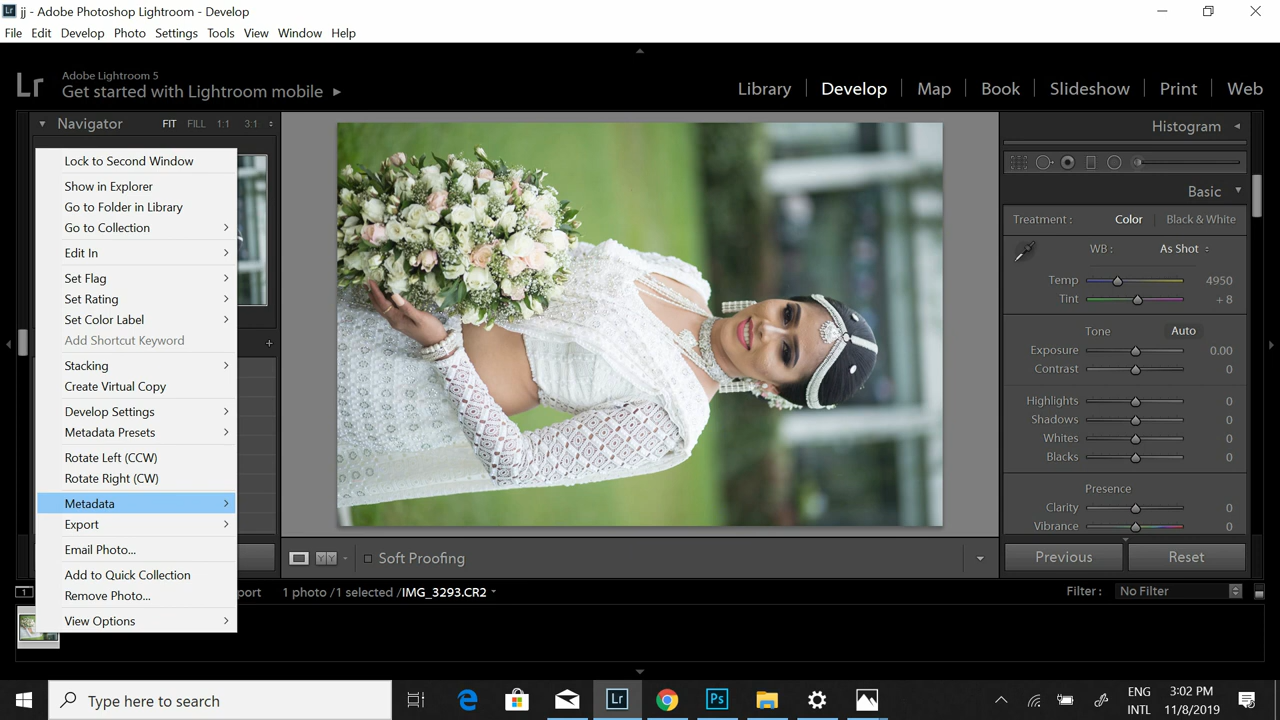 jj - Adobe Photoshop Lightroom - Develop
File Edit Develop Photo Settings Tools View Window Help
Lr
Adobe Lightroom 5
Get started with Lightroom mobile
Library Develop Map Book Slideshow Print Web
Navigator FIT FILL 1:1 3:1
Lock to Second Window
Show in Explorer
Go to Folder in Library
Go to Collection
Edit In
Set Flag
Set Rating
Set Color Label
Add Shortcut Keyword
Stacking
Create Virtual Copy
Develop Settings
Metadata Presets
Rotate Left (CCW)
Rotate Right (CW)
Metadata
Export
Email Photo...
Add to Quick Collection
Remove Photo...
View Options
Histogram
Basic
Treatment : Color Black & White
WB : As Shot
Temp 4950
Tint + 8
Tone Auto
Exposure 0.00
Contrast 0
Highlights 0
Shadows 0
Whites 0
Blacks 0
Presence
Clarity 0
Vibrance 0
YY Soft Proofing
Previous Reset
1 port 1 photo / 1 selected / IMG_3293.CR2
Filter : No Filter
Type here to search
Lr Ps
ENG 3:02 PM
INTL 11/8/2019